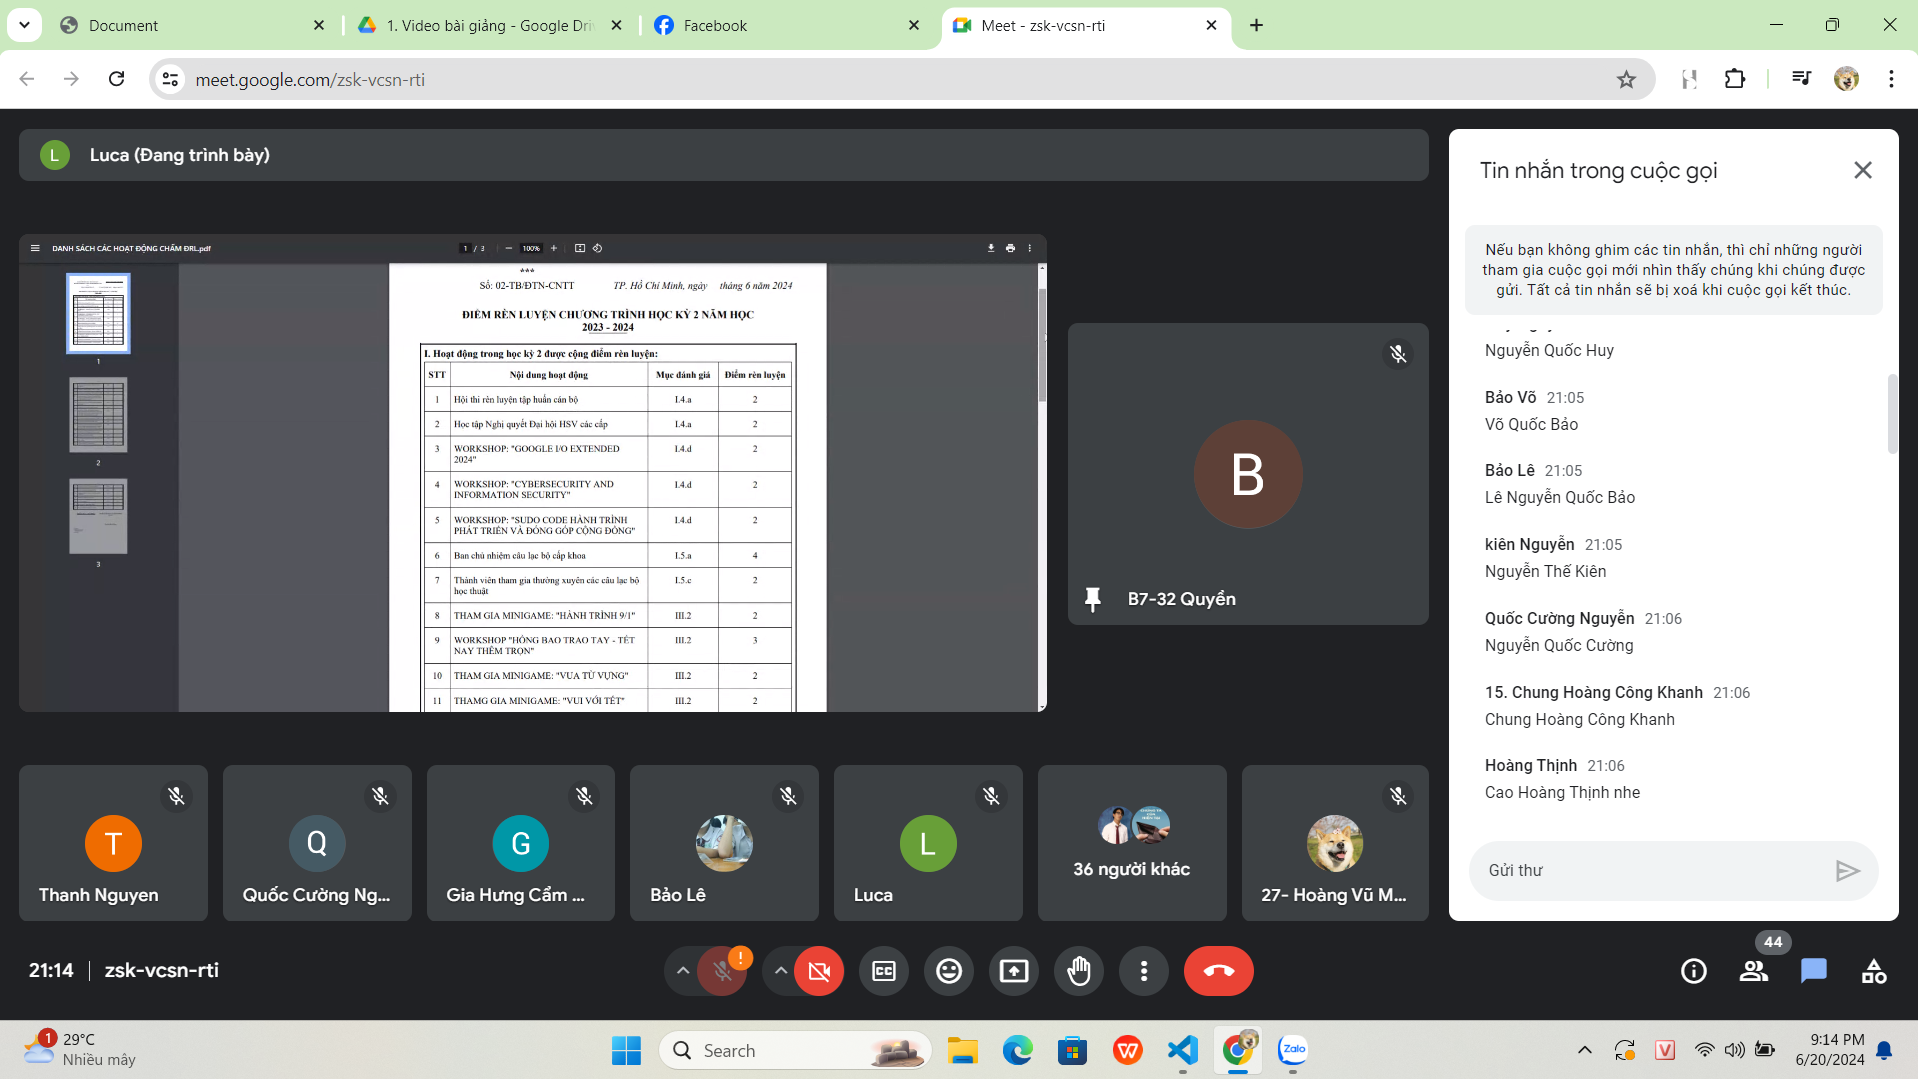 Document
1. Video bài giảng - Google Dri
Facebook
Meet - zsk-vcsn-rti
meet.google.com/zsk-vcsn-rti
L
Luca (Đang trình bày)
DANH SÁCH CÁC HOẠT ĐỘNG CHẤM ĐRL.pdf
1 / 3
100%
1
2
3
***
Số: 02-TB/ĐTN-CNTT TP. Hồ Chí Minh, ngày tháng 6 năm 2024
ĐIỂM RÈN LUYỆN CHƯƠNG TRÌNH HỌC KỲ 2 NĂM HỌC
2023 - 2024
I. Hoạt động trong học kỳ 2 được cộng điểm rèn luyện:
STT Nội dung hoạt động Mục đánh giá Điểm rèn luyện
1 Hội thi rèn luyện tập huấn cán bộ I.4.a 2
2 Học tập Nghị quyết Đại hội HSV các cấp I.4.a 2
3 WORKSHOP: "GOOGLE I/O EXTENDED I.4.d 2
2024"
4 WORKSHOP: "CYBERSECURITY AND I.4.d 2
INFORMATION SECURITY"
5 WORKSHOP: "SUDO CODE HÀNH TRÌNH I.4.d 2
PHÁT TRIỂN VÀ ĐÓNG GÓP CỘNG ĐỒNG"
6 Ban chủ nhiệm câu lạc bộ cấp khoa I.5.a 4
7 Thành viên tham gia thường xuyên các câu lạc bộ I.5.c 2
học thuật
8 THAM GIA MINIGAME: "HÀNH TRÌNH 9/1" III.2 2
9 WORKSHOP "HỒNG BAO TRAO TAY - TẾT III.2 3
NAY THÊM TRỌN"
10 THAM GIA MINIGAME: "VUA TỪ VỰNG" III.2 2
11 THAMG GIA MINIGAME: "VUI VỚI TẾT" III.2 2
B
B7-32 Quyền
T
Thanh Nguyen
Q
Quốc Cường Ng...
G
Gia Hưng Cẩm ...
Bảo Lê
L
Luca
36 người khác
27- Hoàng Vũ M...
Tin nhắn trong cuộc gọi
Nếu bạn không ghim các tin nhắn, thì chỉ những người
tham gia cuộc gọi mới nhìn thấy chúng khi chúng được
gửi. Tất cả tin nhắn sẽ bị xoá khi cuộc gọi kết thúc.
Nguyễn Quốc Huy
Bảo Võ 21:05
Võ Quốc Bảo
Bảo Lê 21:05
Lê Nguyễn Quốc Bảo
kiên Nguyễn 21:05
Nguyễn Thế Kiên
Quốc Cường Nguyễn 21:06
Nguyễn Quốc Cường
15. Chung Hoàng Công Khanh 21:06
Chung Hoàng Công Khanh
Hoàng Thịnh 21:06
Cao Hoàng Thịnh nhe
Gửi thư
21:14 zsk-vcsn-rti
44
1
29°C
Nhiều mây
Search
Zalo
9:14 PM
6/20/2024